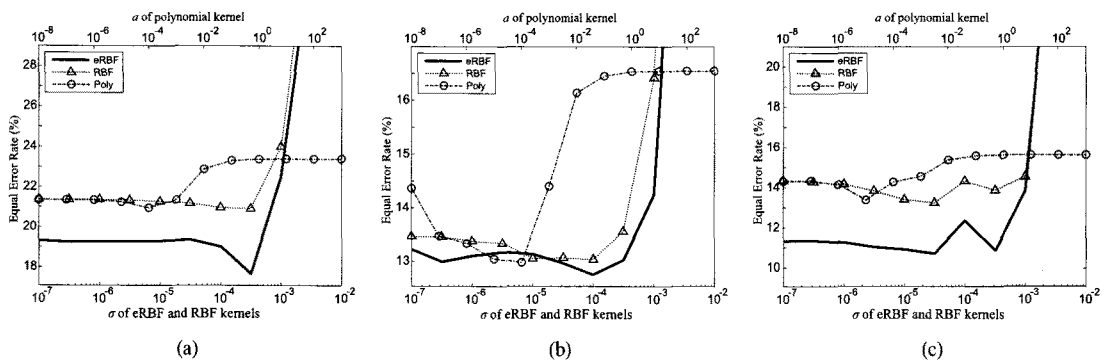 a of polynomial kernel
10^-8 10^-6 10^-4 10^-2 10^0 10^2
28
26
24
22
20
18
Equal Error Rate (%)
eRBF
RBF
Poly
10^-7 10^-6 10^-5 10^-4 10^-3 10^-2
σ of eRBF and RBF kernels
(a)
a of polynomial kernel
10^-8 10^-6 10^-4 10^-2 10^0 10^2
16
15
14
13
Equal Error Rate (%)
eRBF
RBF
Poly
10^-7 10^-6 10^-5 10^-4 10^-3 10^-2
σ of eRBF and RBF kernels
(b)
a of polynomial kernel
10^-8 10^-6 10^-4 10^-2 10^0 10^2
20
18
16
14
12
10
Equal Error Rate (%)
eRBF
RBF
Poly
10^-7 10^-6 10^-5 10^-4 10^-3 10^-2
σ of eRBF and RBF kernels
(c)